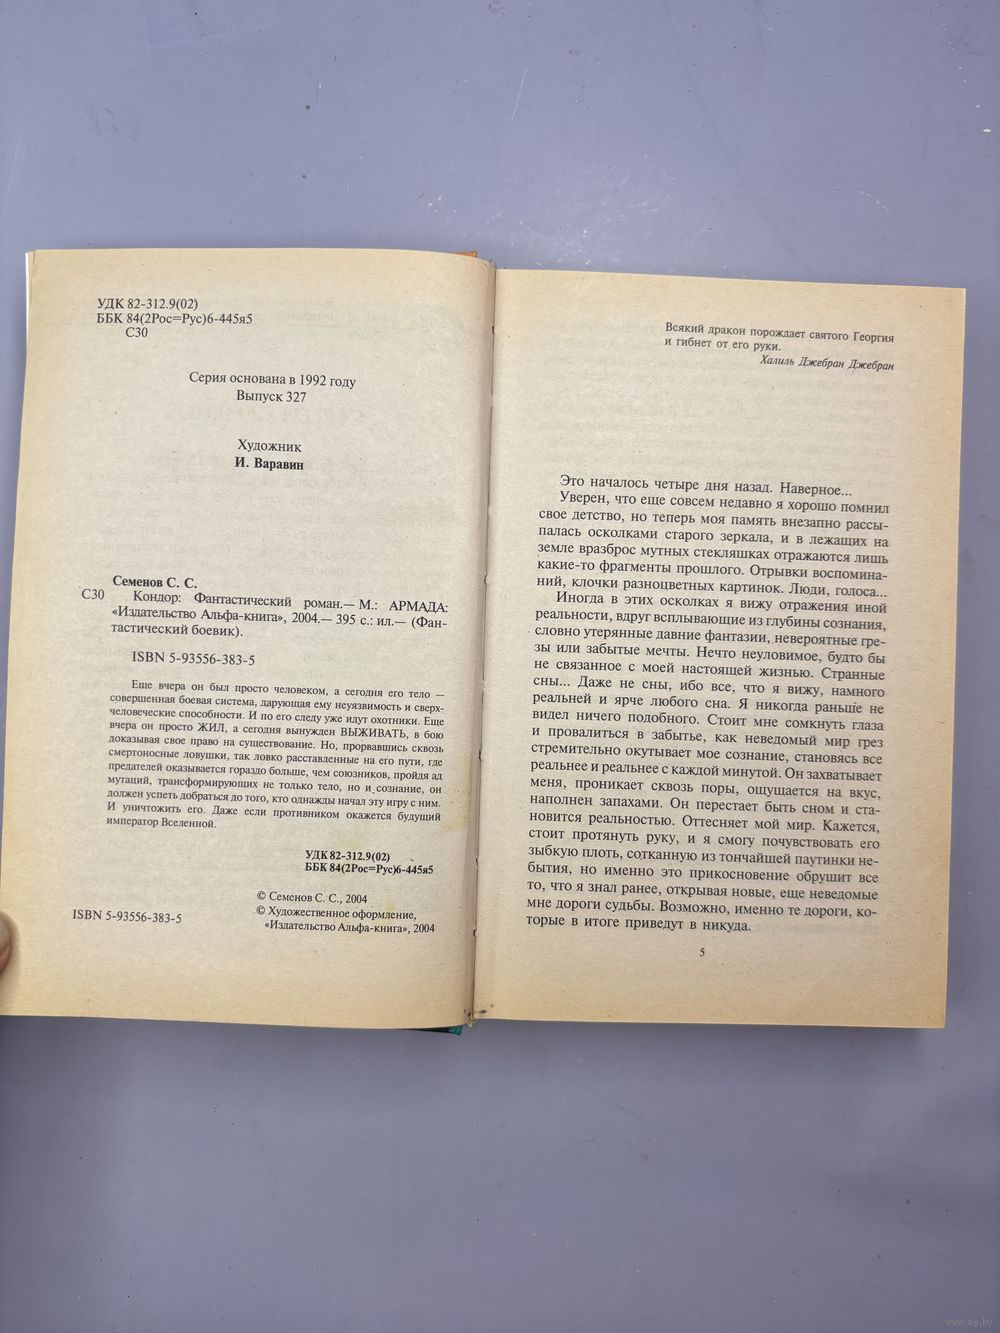 УДК 82-312.9(02)
ББК 84(2Рос=Рус)6-445я5
С30
Серия основана в 1992 году
Выпуск 327
Художник
И. Варавин
Семенов С. С.
С30 Кондор: Фантастический роман.— М.: АРМАДА:
«Издательство Альфа-книга», 2004.— 395 с.: ил.— (Фан-
тастический боевик).
ISBN 5-93556-383-5
Еще вчера он был просто человеком, а сегодня его тело —
совершенная боевая система, дарующая ему неуязвимость и сверх-
человеческие способности. И по его следу уже идут охотники. Еще
вчера он просто ЖИЛ, а сегодня вынужден ВЫЖИВАТЬ, в бою
доказывая свое право на существование. Но, прорвавшись сквозь
смертоносные ловушки, так ловко расставленные на его пути, где
предателей оказывается гораздо больше, чем союзников, пройдя ад
мутаций, трансформирующих не только тело, но и сознание, он
должен успеть добраться до того, кто однажды начал эту игру с ним.
И уничтожить его. Даже если противником окажется будущий
император Вселенной.
УДК 82-312.9(02)
ББК 84(2Рос=Рус)6-445я5
© Семенов С. С., 2004
© Художественное оформление,
«Издательство Альфа-книга», 2004
ISBN 5-93556-383-5
Всякий дракон порождает святого Георгия
и гибнет от его руки.
Халиль Джебран Джебран
Это началось четыре дня назад. Наверное...
Уверен, что еще совсем недавно я хорошо помнил
свое детство, но теперь моя память внезапно рассы-
палась осколками старого зеркала, и в лежащих на
земле вразброс мутных стекляшках отражаются лишь
какие-то фрагменты прошлого. Отрывки воспомина-
ний, клочки разноцветных картинок. Люди, голоса...
Иногда в этих осколках я вижу отражения иной
реальности, вдруг всплывающие из глубины сознания,
словно утерянные давние фантазии, невероятные гре-
зы или забытые мечты. Нечто неуловимое, будто бы
не связанное с моей настоящей жизнью. Странные
сны... Даже не сны, ибо все, что я вижу, намного
реальней и ярче любого сна. Я никогда раньше не
видел ничего подобного. Стоит мне сомкнуть глаза
и провалиться в забытье, как неведомый мир грез
стремительно окутывает мое сознание, становясь все
реальнее и реальнее с каждой минутой. Он захватывает
меня, проникает сквозь поры, ощущается на вкус,
наполнен запахами. Он перестает быть сном и ста-
новится реальностью. Оттесняет мой мир. Кажется,
стоит протянуть руку, и я смогу почувствовать его
зыбкую плоть, сотканную из тончайшей паутинки не-
бытия, но именно это прикосновение обрушит все
то, что я знал ранее, открывая новые, еще неведомые
мне дороги судьбы. Возможно, именно те дороги, ко-
торые в итоге приведут в никуда.
5
www.ay.by